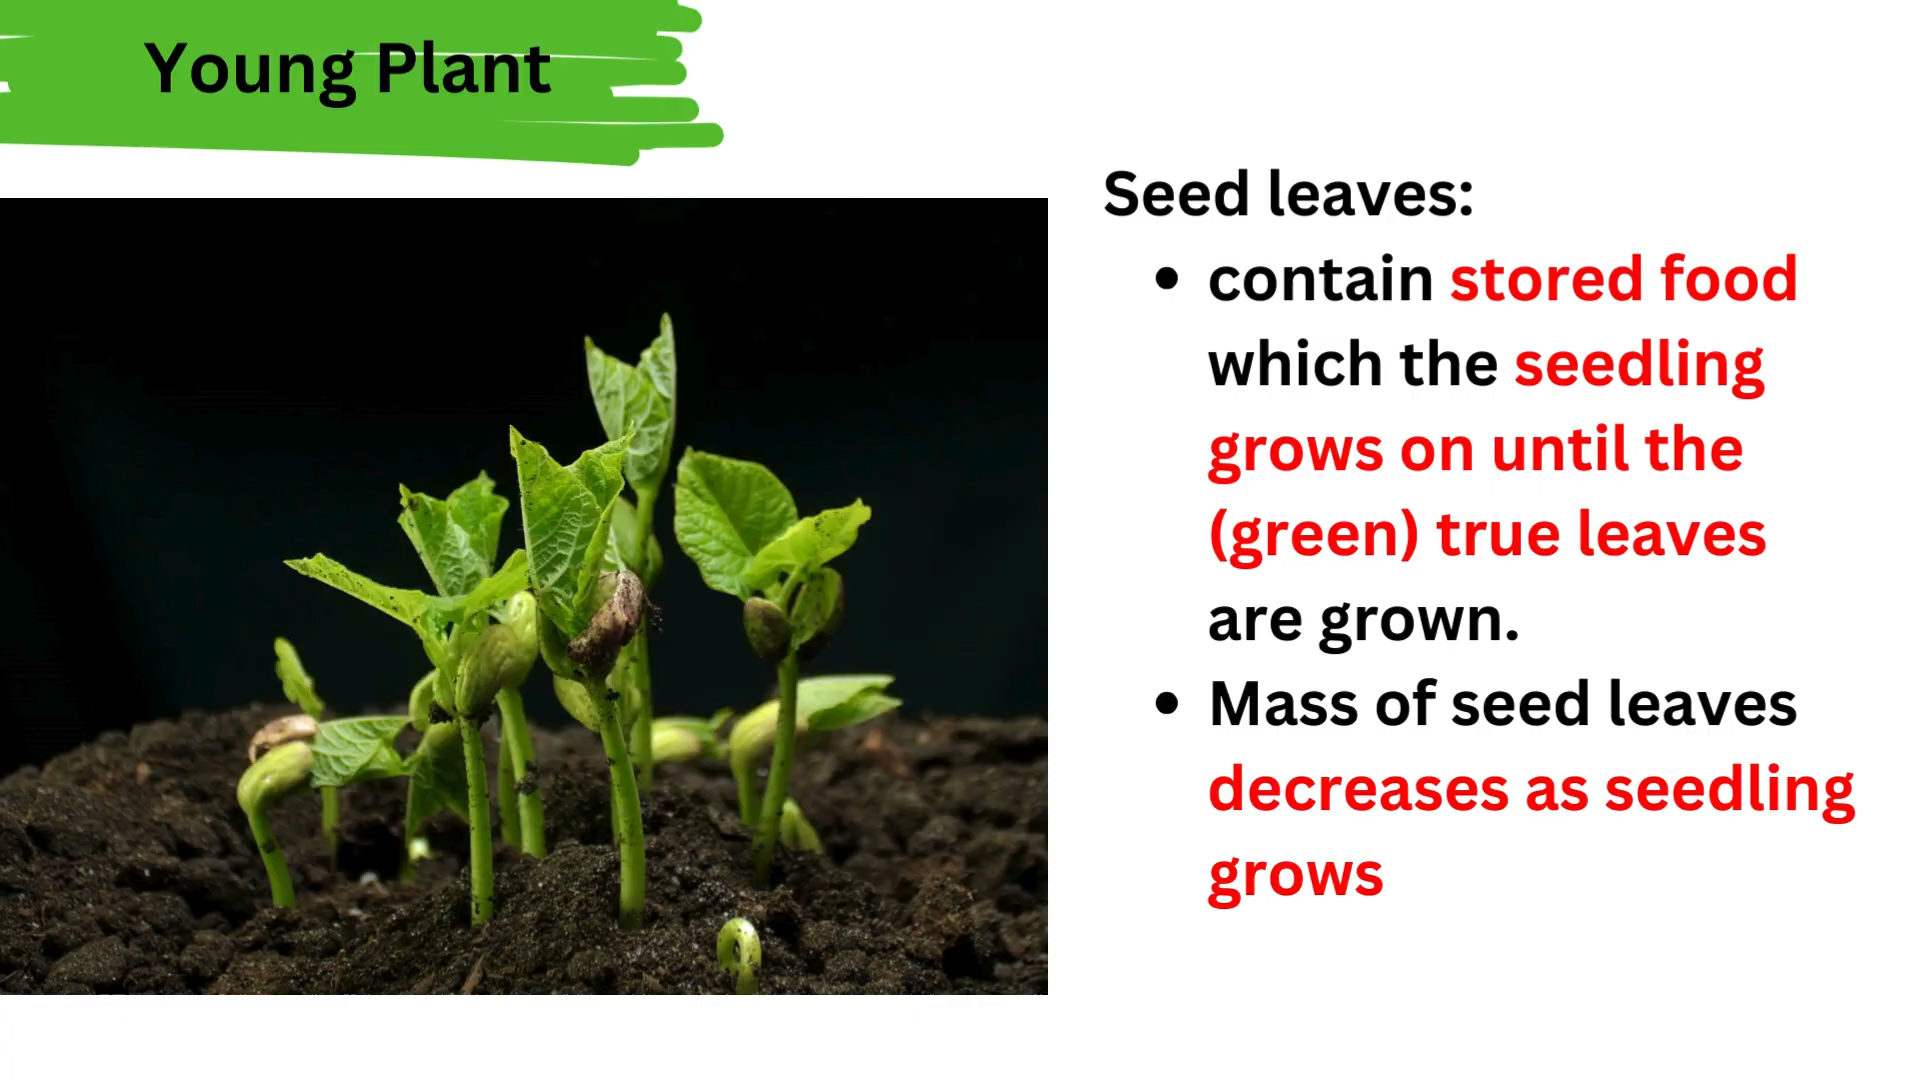 Young Plant
Seed leaves:
• contain stored food
which the seedling
grows on until the
(green) true leaves
are grown.
• Mass of seed leaves
decreases as seedling
grows